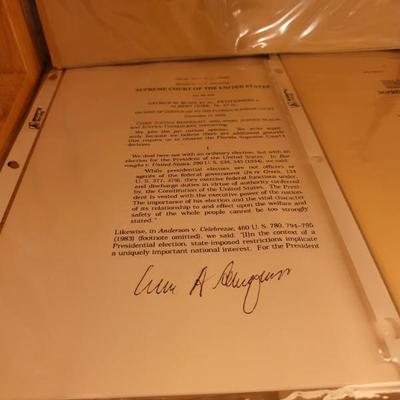 SUPREME COURT OF THE UNITED STATES
GEORGE W. BUSH, ET AL., PETITIONERS v.
ALBERT GORE, JR., ET AL.
ON WRIT OF CERTIORARI TO THE FLORIDA SUPREME COURT
CHIEF JUSTICE REHNQUIST, with whom JUSTICE SCALIA
and JUSTICE THOMAS join, concurring.
We join the per curiam opinion. We write sepa-
rately because we believe there are additional grounds
that require us to reverse the Florida Supreme Court's
decision.
I
We deal here not with an ordinary election, but with an
election for the President of the United States. In Bur-
roughs v. United States, 290 U. S. 534, 545 (1934), we said:
"While presidential electors are not officers or
agents of the federal government (In re Green, 134
U. S. 377, 379), they exercise federal functions under,
and discharge duties in virtue of authority conferred
by, the Constitution of the United States. The Presi-
dent is vested with the executive power of the nation.
The importance of his election and the vital character
of its relationship to and effect upon the welfare and
safety of the whole people cannot be too strongly
stated."
Likewise, in Anderson v. Celebrezze, 460 U. S. 780, 794–795
(1983) (footnote omitted), we said: "[I]n the context of a
Presidential election, state-imposed restrictions implicate
a uniquely important national interest. For the President